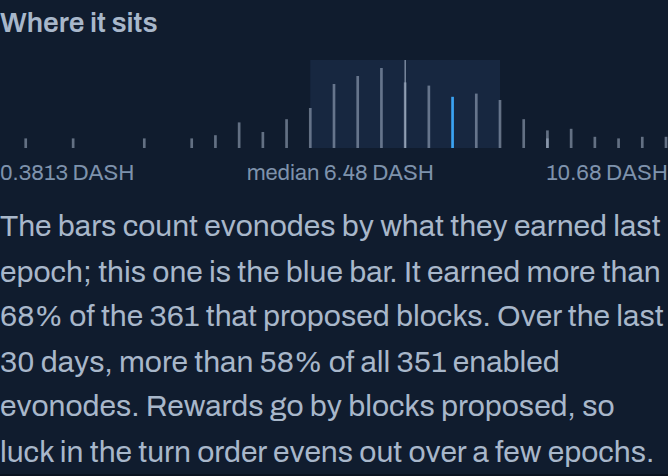 Where it sits
0.3813 DASH median 6.48 DASH 10.68 DASH
The bars count evonodes by what they earned last
epoch; this one is the blue bar. It earned more than
68% of the 361 that proposed blocks. Over the last
30 days, more than 58% of all 351 enabled
evonodes. Rewards go by blocks proposed, so
luck in the turn order evens out over a few epochs.